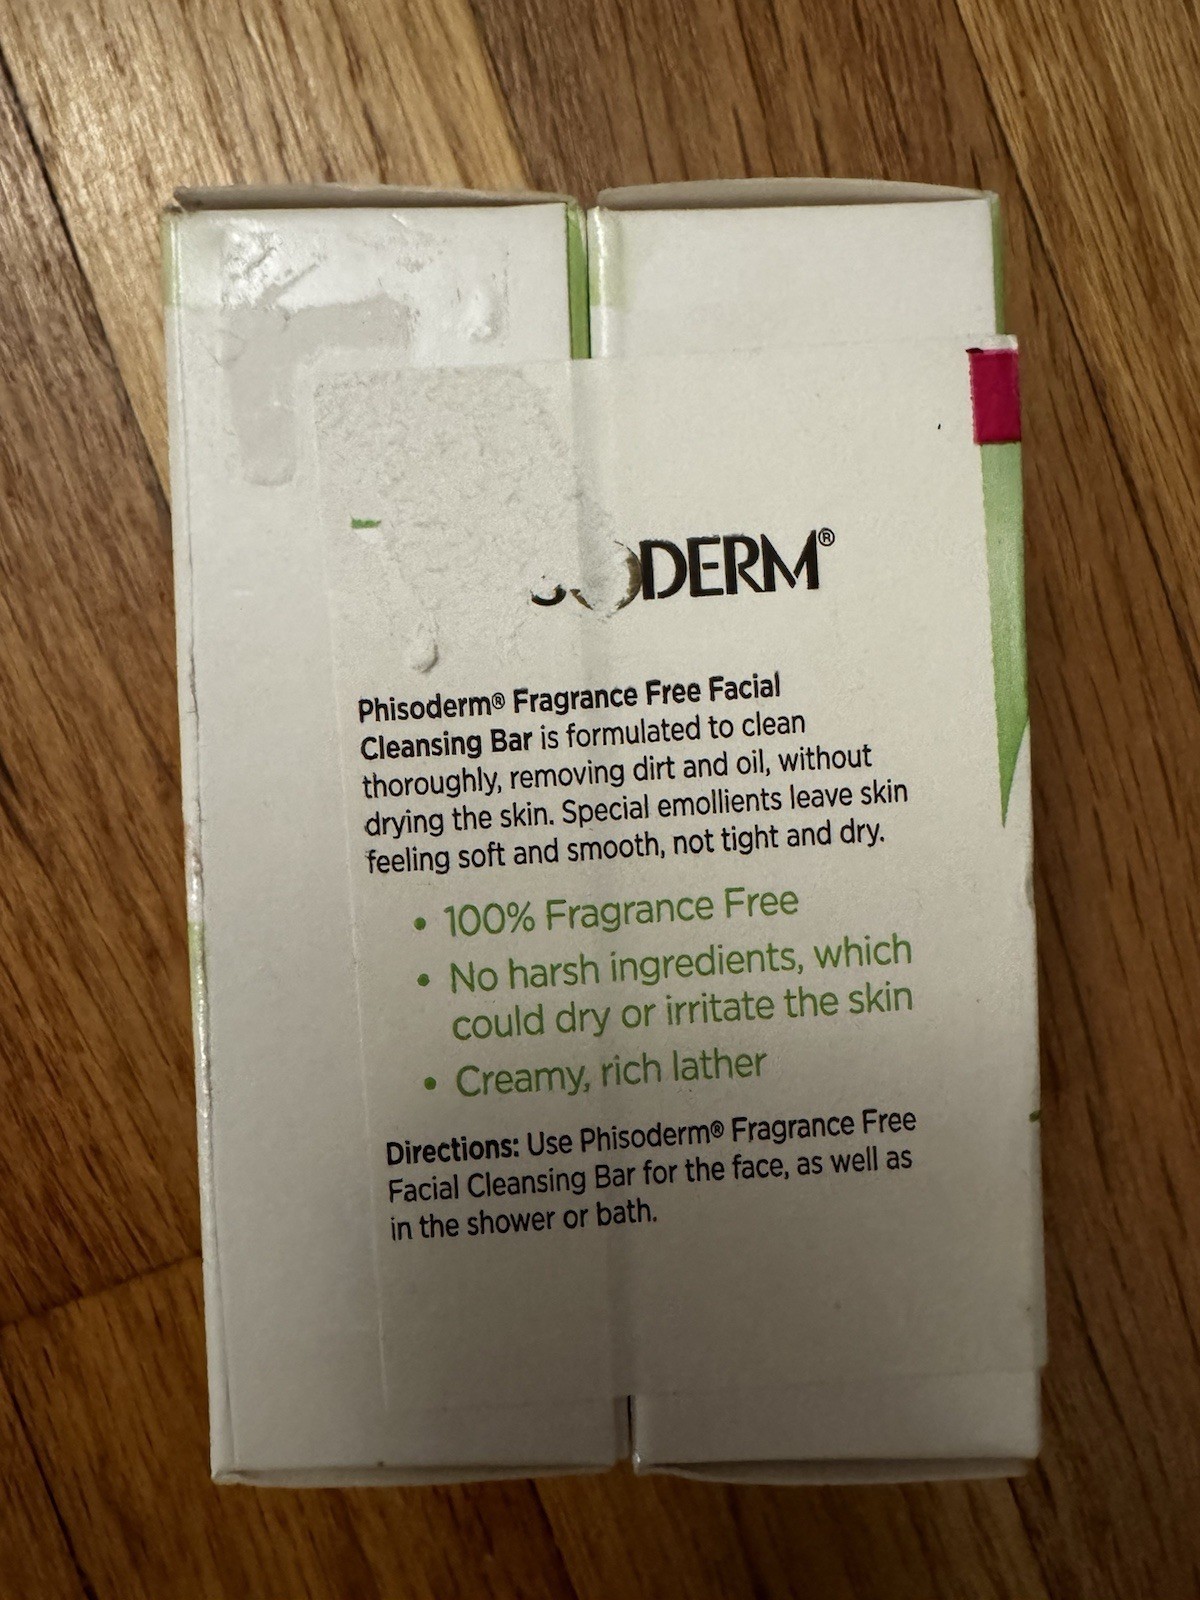 ODERM®
Phisoderm® Fragrance Free Facial
Cleansing Bar is formulated to clean
thoroughly, removing dirt and oil, without
drying the skin. Special emollients leave skin
feeling soft and smooth, not tight and dry.
• 100% Fragrance Free
• No harsh ingredients, which
could dry or irritate the skin
• Creamy, rich lather
Directions: Use Phisoderm® Fragrance Free
Facial Cleansing Bar for the face, as well as
in the shower or bath.